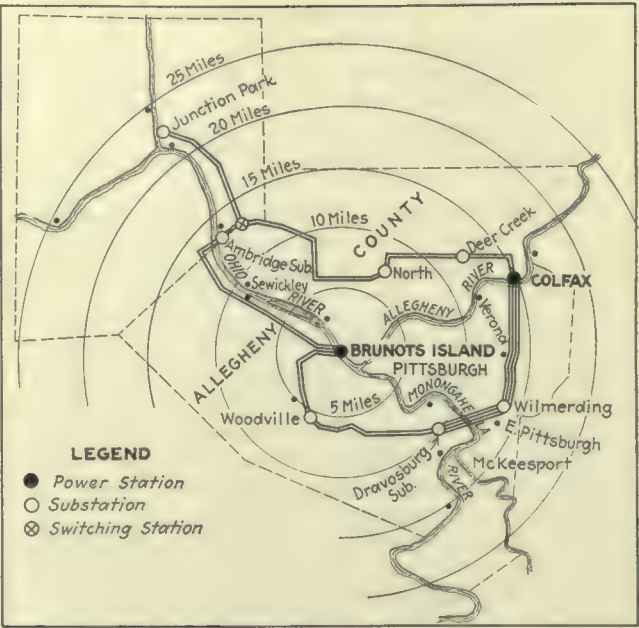 25 Miles
Junction Park
20 Miles
15 Miles
10 Miles
COUNTY
Deer Creek
Ambridge Sub.
OHIO
RIVER
Sewickley
North
RIVER
COLFAX
ALLEGHENY
Verona
ALLEGHENY
BRUNOTS ISLAND
PITTSBURGH
MONONGAHELA
5 Miles
Woodville
Wilmerding
E. Pittsburgh
McKeesport
Dravosburg
Sub.
RIVER
LEGEND
Power Station
Substation
Switching Station